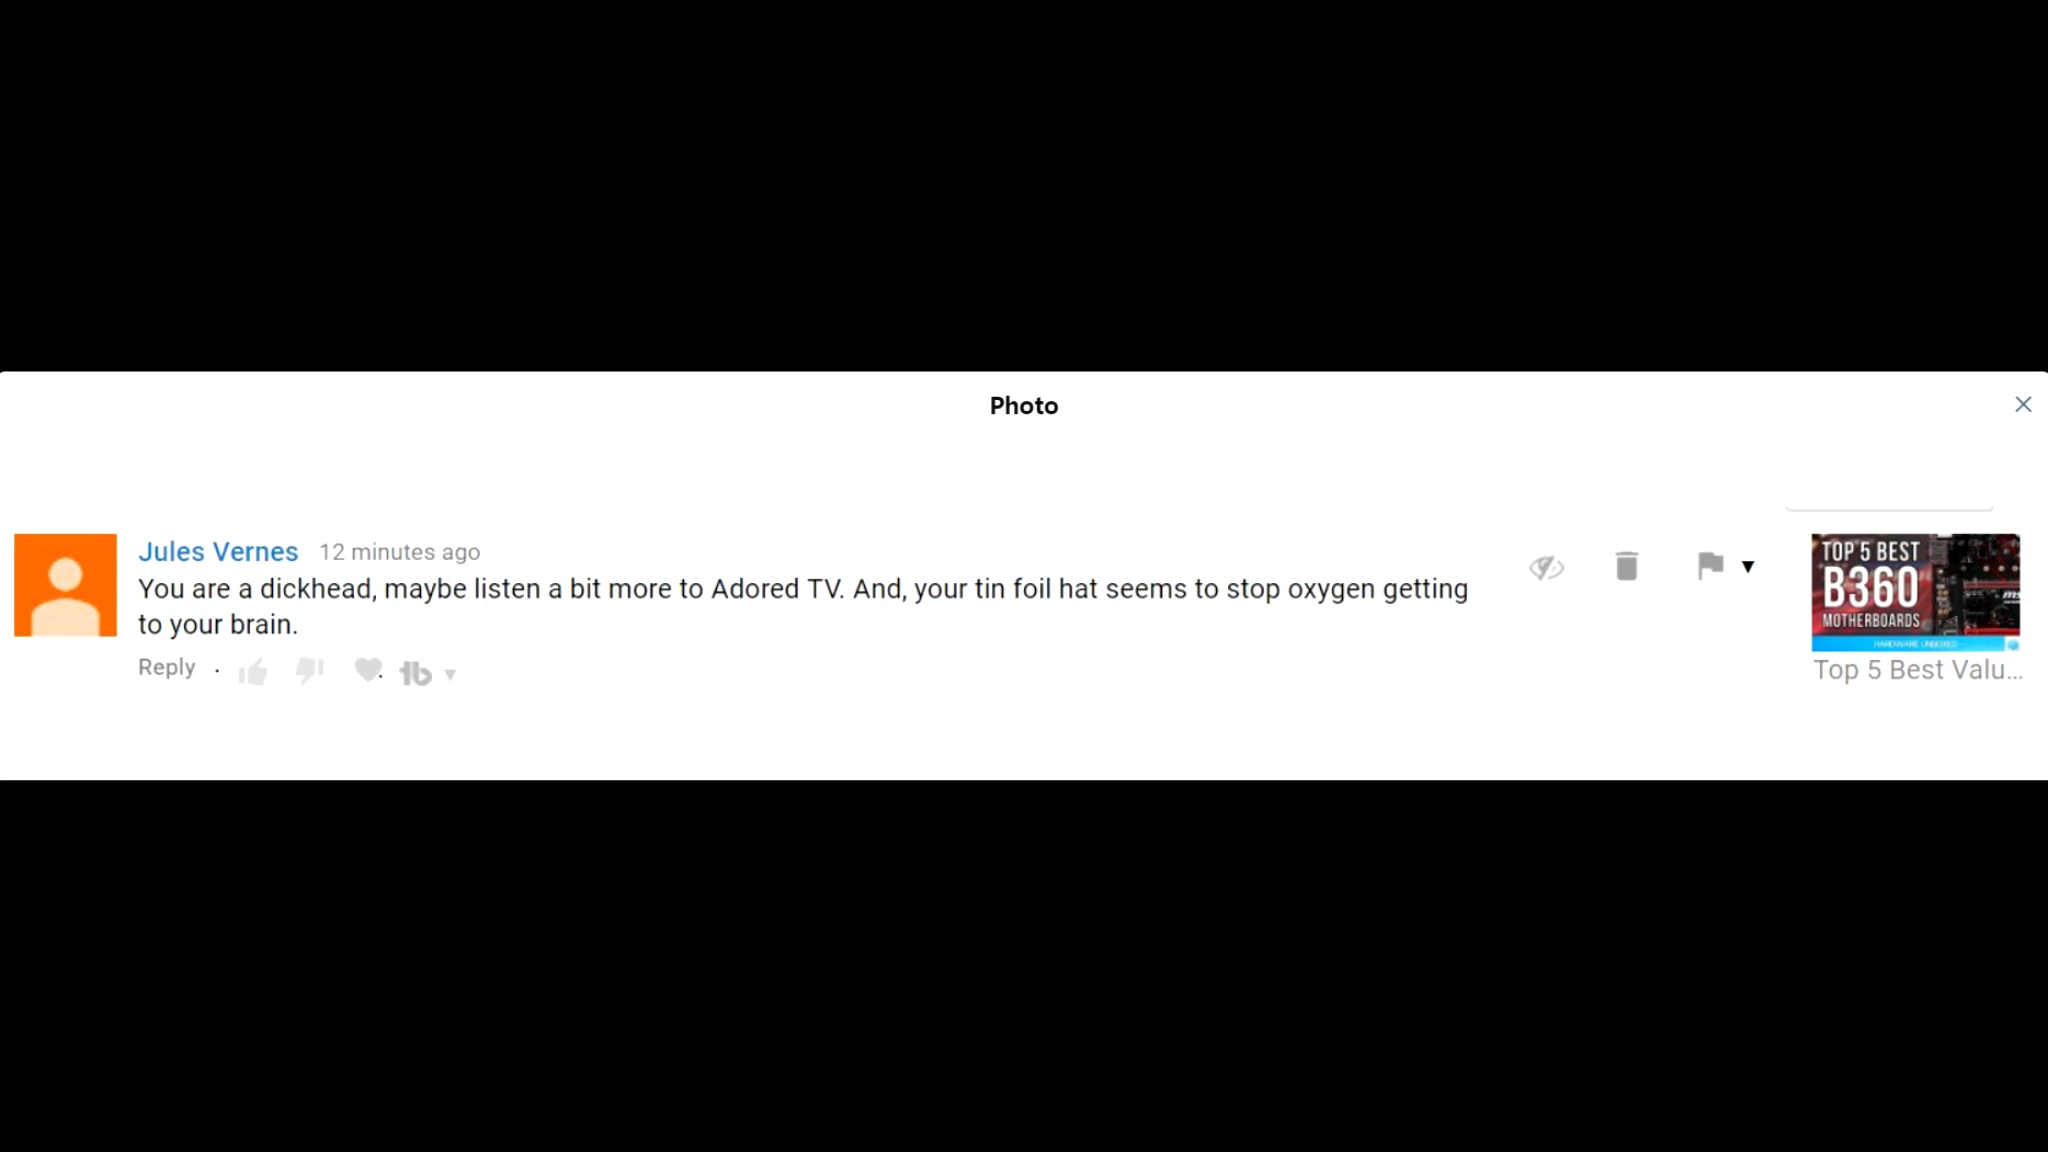 Photo
Jules Vernes 12 minutes ago
You are a dickhead, maybe listen a bit more to Adored TV. And, your tin foil hat seems to stop oxygen getting
to your brain.
Reply
TOP 5 BEST
B360
MOTHERBOARDS
HARDWARE UNBOXED
Top 5 Best Valu...